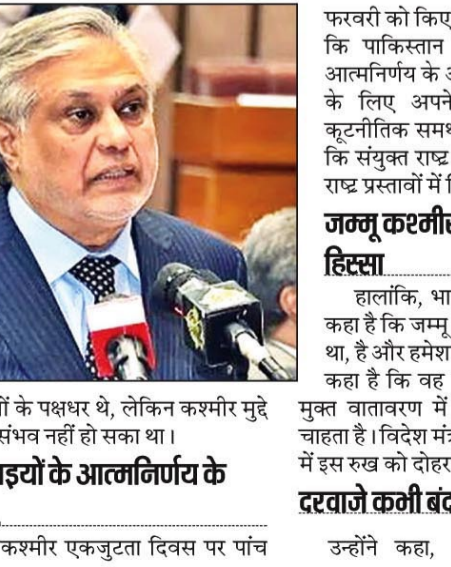 ों के पक्षधर थे, लेकिन कश्मीर मुद्दे
संभव नहीं हो सका था।
इयों के आत्मनिर्णय के
कश्मीर एकजुटता दिवस पर पांच
फरवरी को किए
कि पाकिस्तान
आत्मनिर्णय के अ
के लिए अपने
कूटनीतिक समथ
कि संयुक्त राष्ट्र
राष्ट्र प्रस्तावों में f
जम्मू कश्मीर
हिस्सा
हालांकि, भा
कहा है कि जम्मू
था, है और हमेशा
कहा है कि वह
मुक्त वातावरण में
चाहता है। विदेश मंत्र
में इस रुख को दोहर
दरवाजे कभी बंद
उन्होंने कहा,